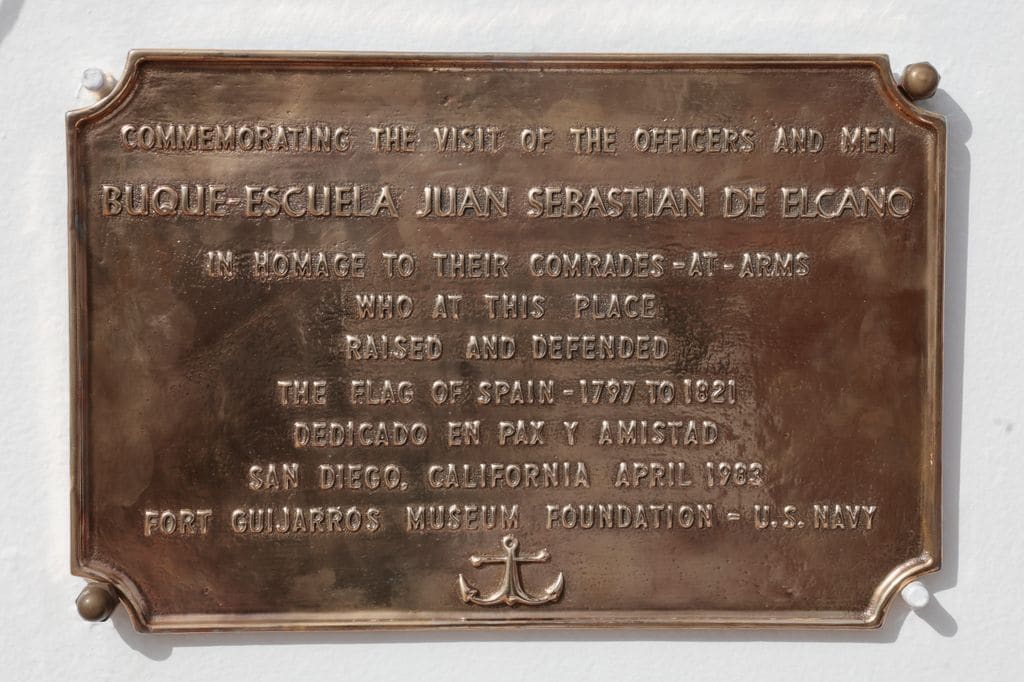 COMMEMORATING THE VISIT OF THE OFFICERS AND MEN
BUQUE-ESCUELA JUAN SEBASTIAN DE ELCANO
IN HOMAGE TO THEIR COMRADES-AT-ARMS
WHO AT THIS PLACE
RAISED AND DEFENDED
THE FLAG OF SPAIN - 1797 TO 1821
DEDICADO EN PAX Y AMISTAD
SAN DIEGO, CALIFORNIA APRIL 1983
FORT GUIJARROS MUSEUM FOUNDATION - U.S. NAVY